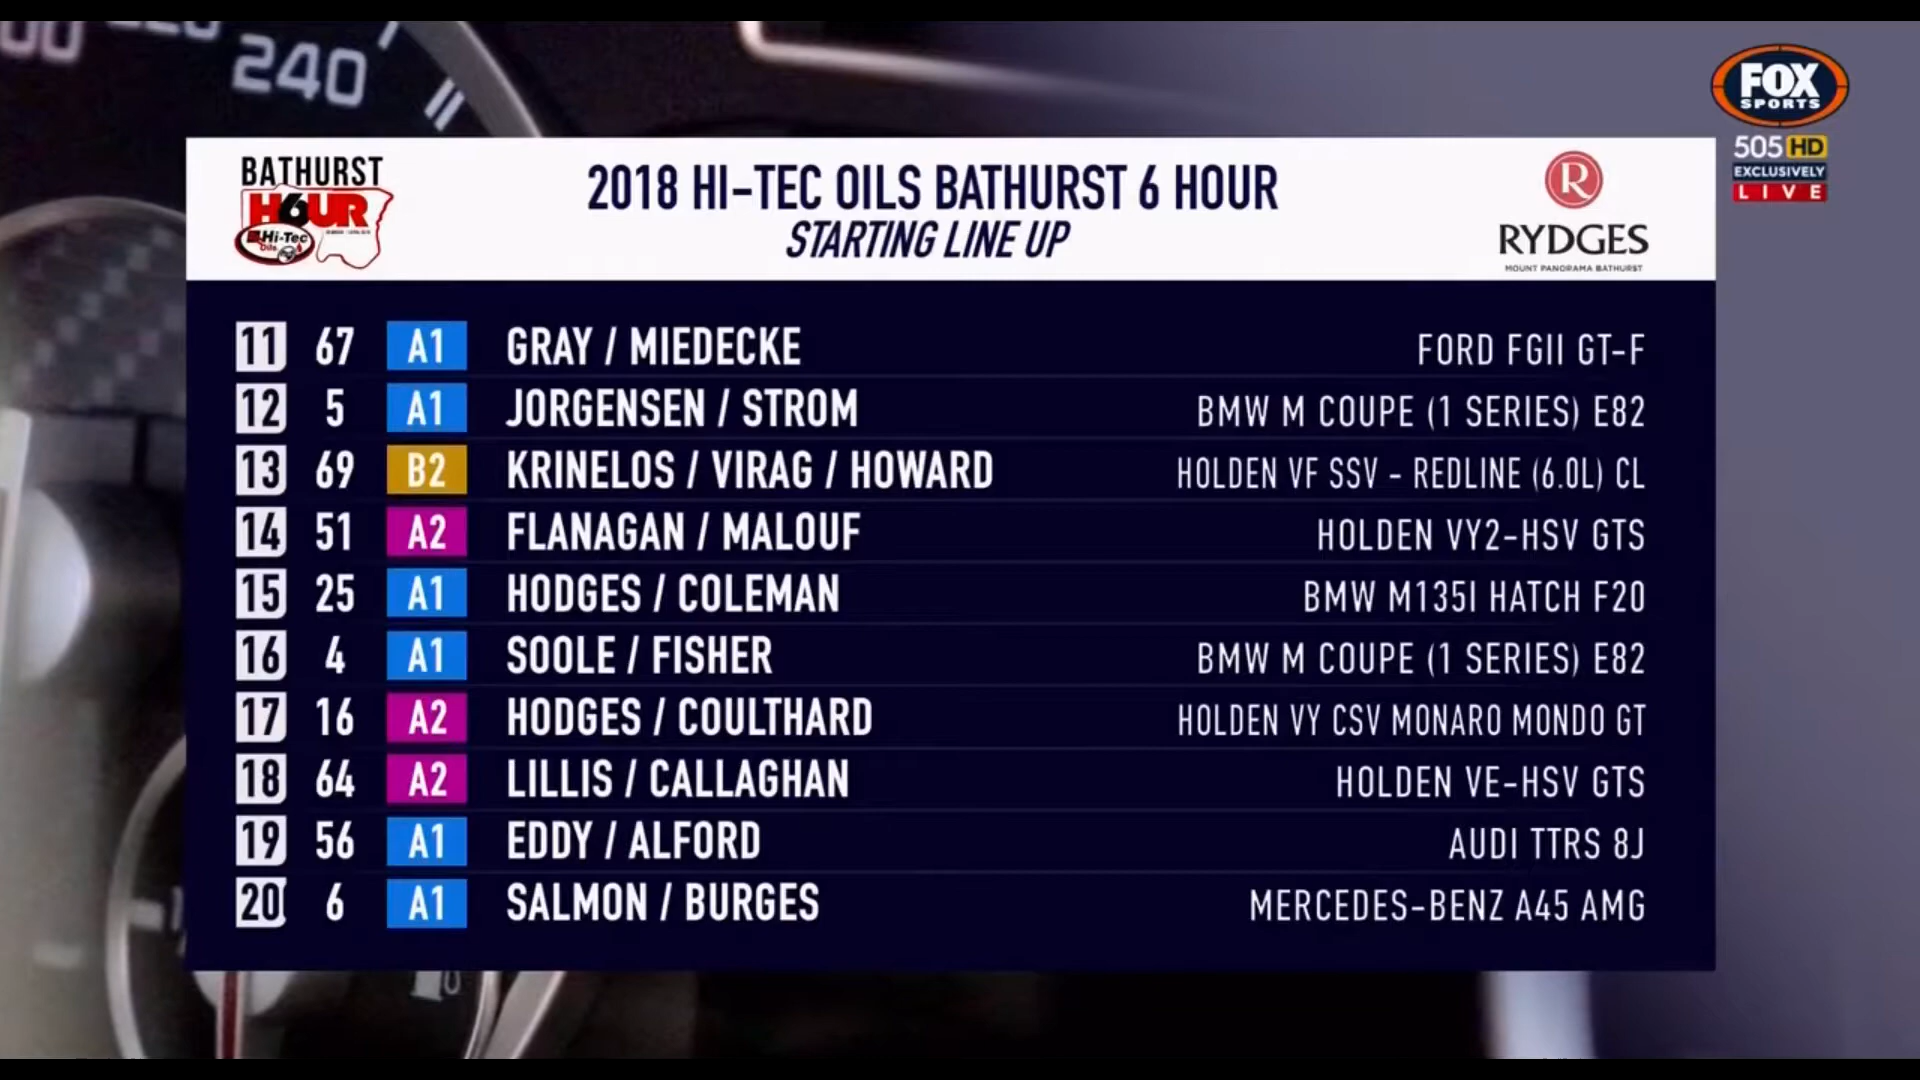 240
FOX
SPORTS
505 HD
EXCLUSIVELY
LIVE
BATHURST
6 HOUR
Hi-Tec
Oils
2018 HI-TEC OILS BATHURST 6 HOUR
STARTING LINE UP
R
RYDGES
MOUNT PANORAMA BATHURST
11 67 A1 GRAY / MIEDECKE FORD FGII GT-F
12 5 A1 JORGENSEN / STROM BMW M COUPE (1 SERIES) E82
13 69 B2 KRINELOS / VIRAG / HOWARD HOLDEN VF SSV - REDLINE (6.0L) CL
14 51 A2 FLANAGAN / MALOUF HOLDEN VY2-HSV GTS
15 25 A1 HODGES / COLEMAN BMW M135I HATCH F20
16 4 A1 SOOLE / FISHER BMW M COUPE (1 SERIES) E82
17 16 A2 HODGES / COULTHARD HOLDEN VY CSV MONARO MONDO GT
18 64 A2 LILLIS / CALLAGHAN HOLDEN VE-HSV GTS
19 56 A1 EDDY / ALFORD AUDI TTRS 8J
20 6 A1 SALMON / BURGES MERCEDES-BENZ A45 AMG